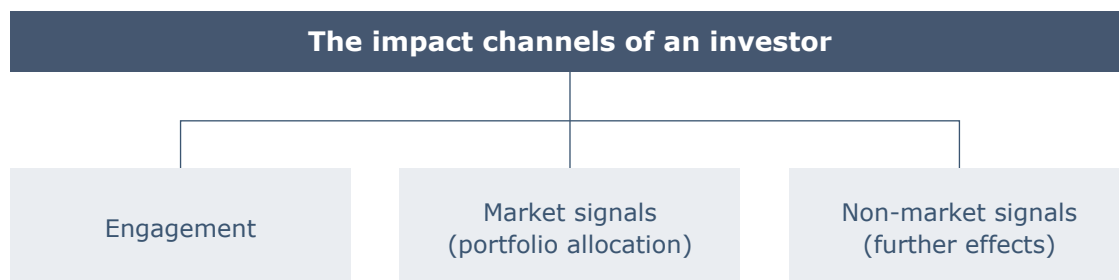 The impact channels of an investor
Engagement
Market signals
(portfolio allocation)
Non-market signals
(further effects)